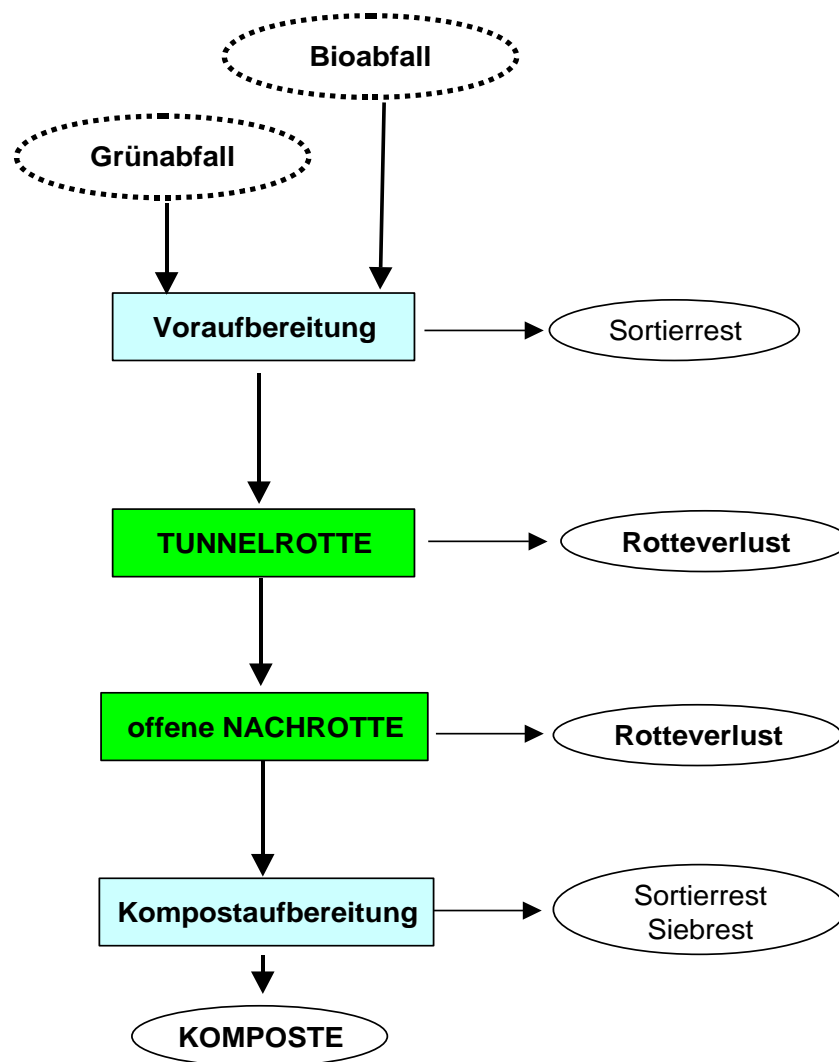 Bioabfall
Grünabfall
Voraufbereitung
Sortierrest
TUNNELROTTE
Rotteverlust
offene NACHROTTE
Rotteverlust
Kompostaufbereitung
Sortierrest
Siebrest
KOMPOSTE